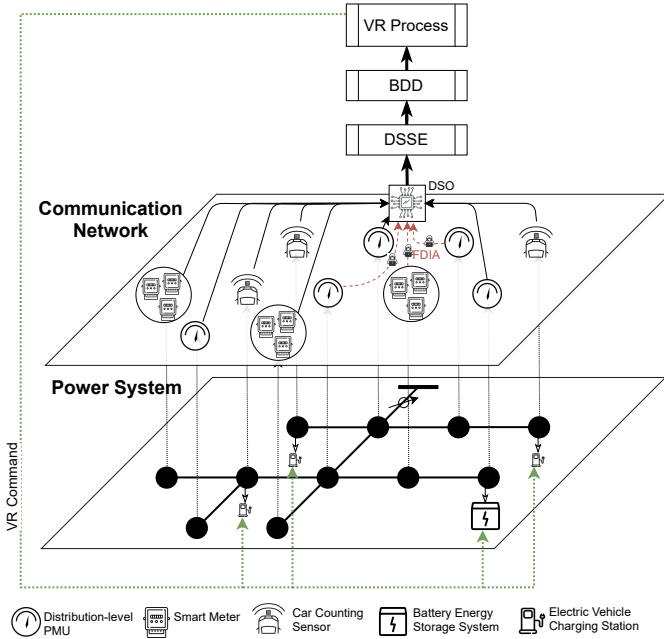 VR Process
BDD
DSSE
DSO
Communication
Network
FDIA
Power System
VR Command
Distribution-level
PMU
Smart Meter
Car Counting
Sensor
Battery Energy
Storage System
Electric Vehicle
Charging Station